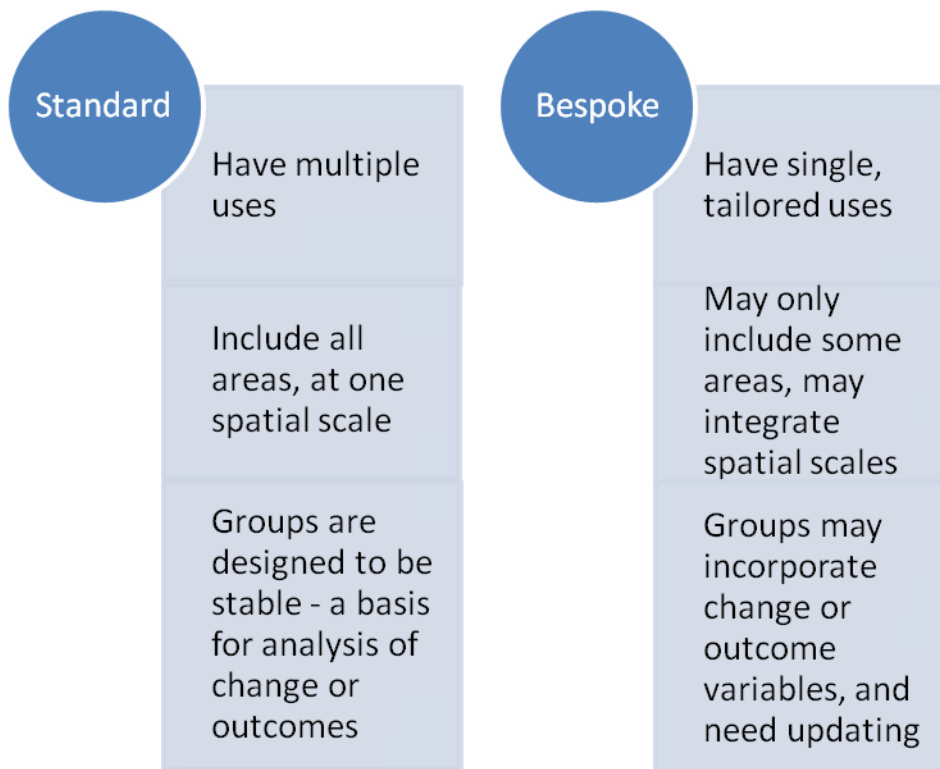 Standard
Have multiple
uses
Include all
areas, at one
spatial scale
Groups are
designed to be
stable - a basis
for analysis of
change or
outcomes
Bespoke
Have single,
tailored uses
May only
include some
areas, may
integrate
spatial scales
Groups may
incorporate
change or
outcome
variables, and
need updating